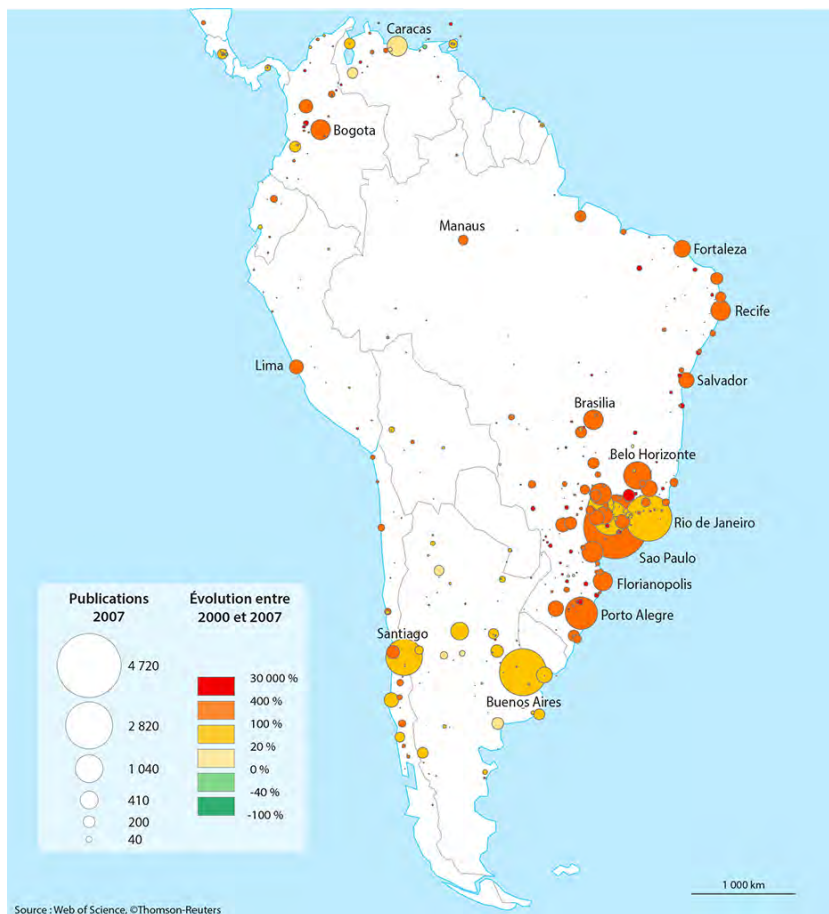 Caracas
Bogota
Manaus
Fortaleza
Recife
Lima
Salvador
Brasilia
Belo Horizonte
Rio de Janeiro
Sao Paulo
Florianopolis
Porto Alegre
Santiago
Buenos Aires
Publications
2007
4 720
2 820
1 040
410
200
40
Évolution entre
2000 et 2007
30 000 %
400 %
100 %
20 %
0 %
-40 %
-100 %
1 000 km
Source : Web of Science, ©Thomson-Reuters